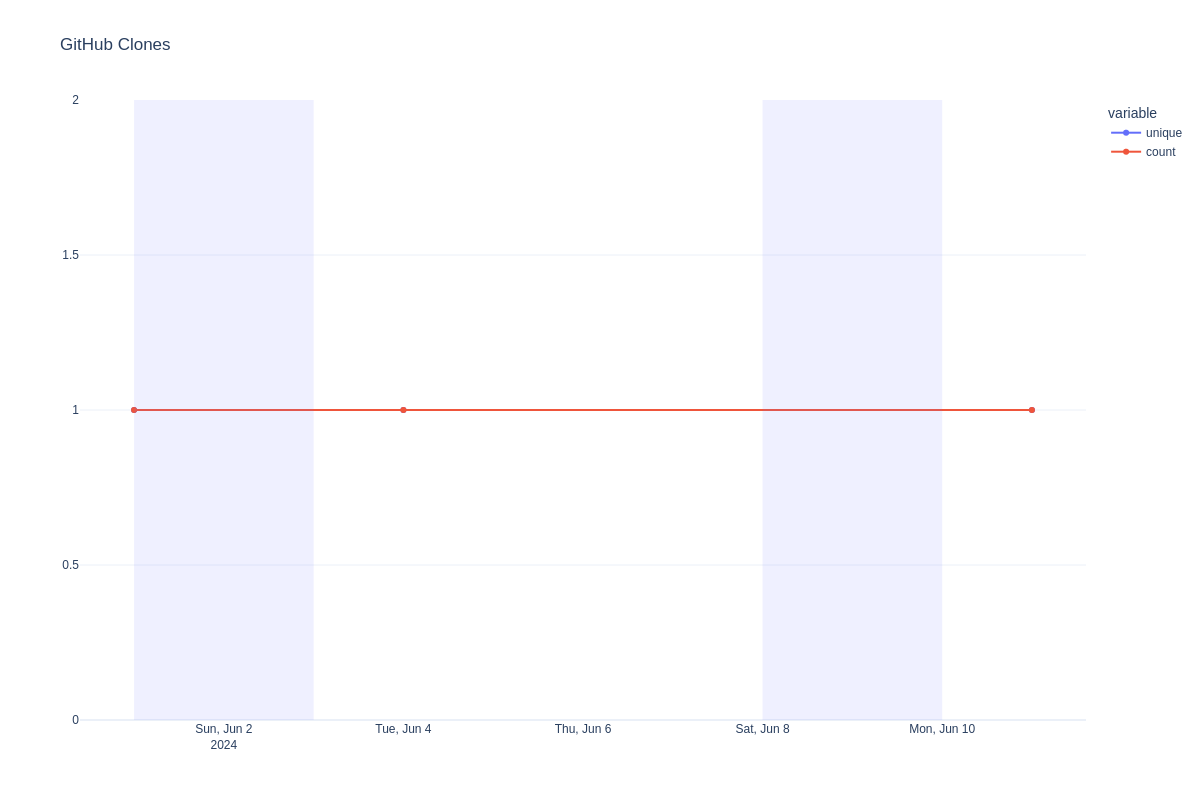 GitHub Clones
variable
unique
count
2
1.5
1
0.5
0
Sun, Jun 2
2024
Tue, Jun 4
Thu, Jun 6
Sat, Jun 8
Mon, Jun 10